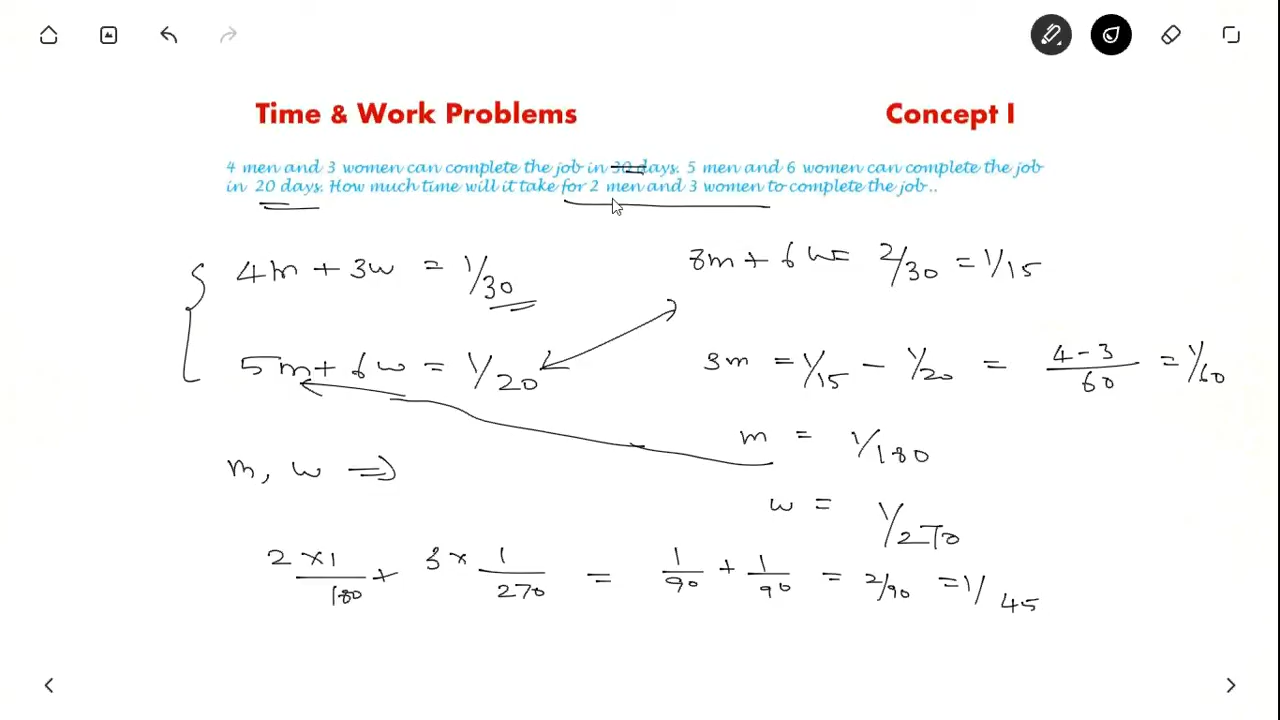 Time & Work Problems
Concept I
4 men and 3 women can complete the job in 30 days. 5 men and 6 women can complete the job
in 20 days. How much time will it take for 2 men and 3 women to complete the job..
4m + 3w = 1/30
8m + 6w = 2/30 = 1/15
5m + 6w = 1/20
3m = 1/15 - 1/20 = (4-3)/60 = 1/60
m = 1/180
m, w ⇒
w = 1/270
2 × 1/180 + 3 × 1/270 = 1/90 + 1/90 = 2/90 = 1/45